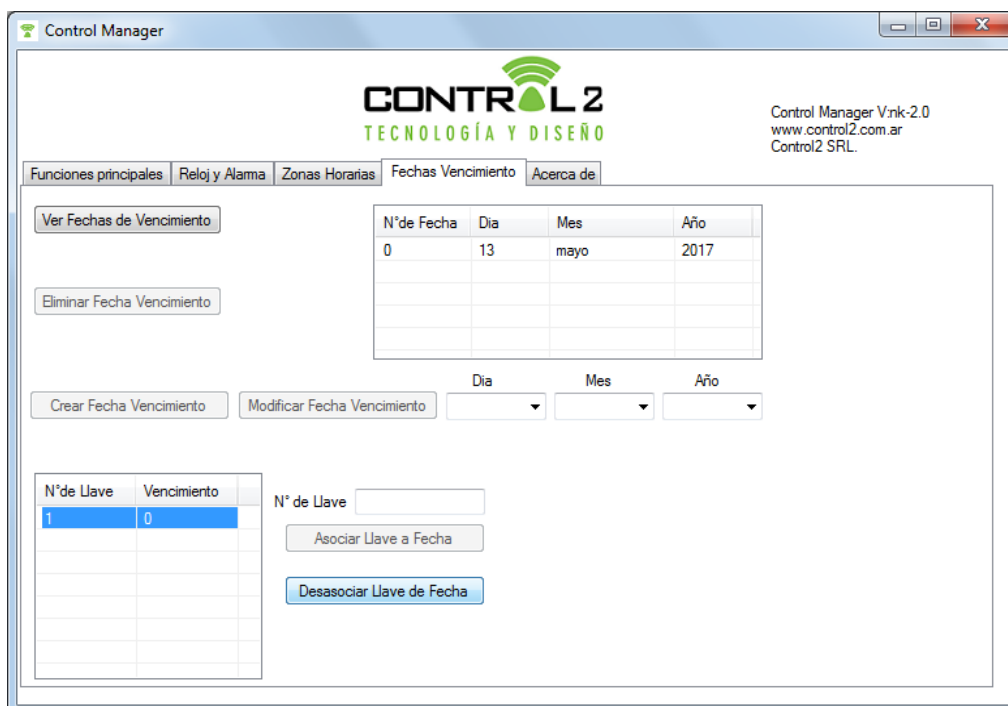 Control Manager
CONTROL 2
TECNOLOGÍA Y DISEÑO
Control Manager V:nk-2.0
www.control2.com.ar
Control2 SRL.
Funciones principales Reloj y Alarma Zonas Horarias Fechas Vencimiento Acerca de
Ver Fechas de Vencimiento
N°de Fecha Dia Mes Año
0 13 mayo 2017
Eliminar Fecha Vencimiento
Dia Mes Año
Crear Fecha Vencimiento Modificar Fecha Vencimiento
N°de Llave Vencimiento
1 0
N° de Llave
Asociar Llave a Fecha
Desasociar Llave de Fecha